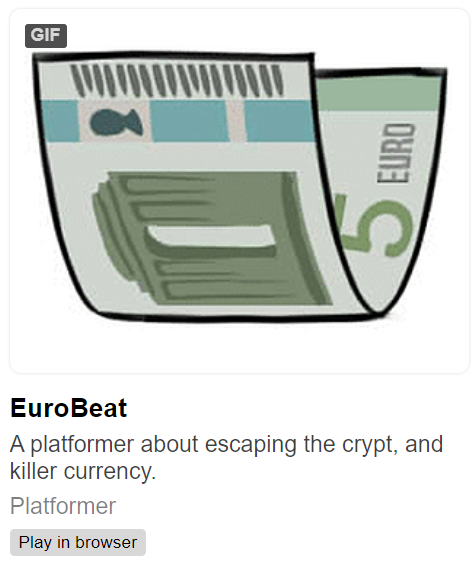 GIF
EURO
5
EuroBeat
A platformer about escaping the crypt, and
killer currency.
Platformer
Play in browser